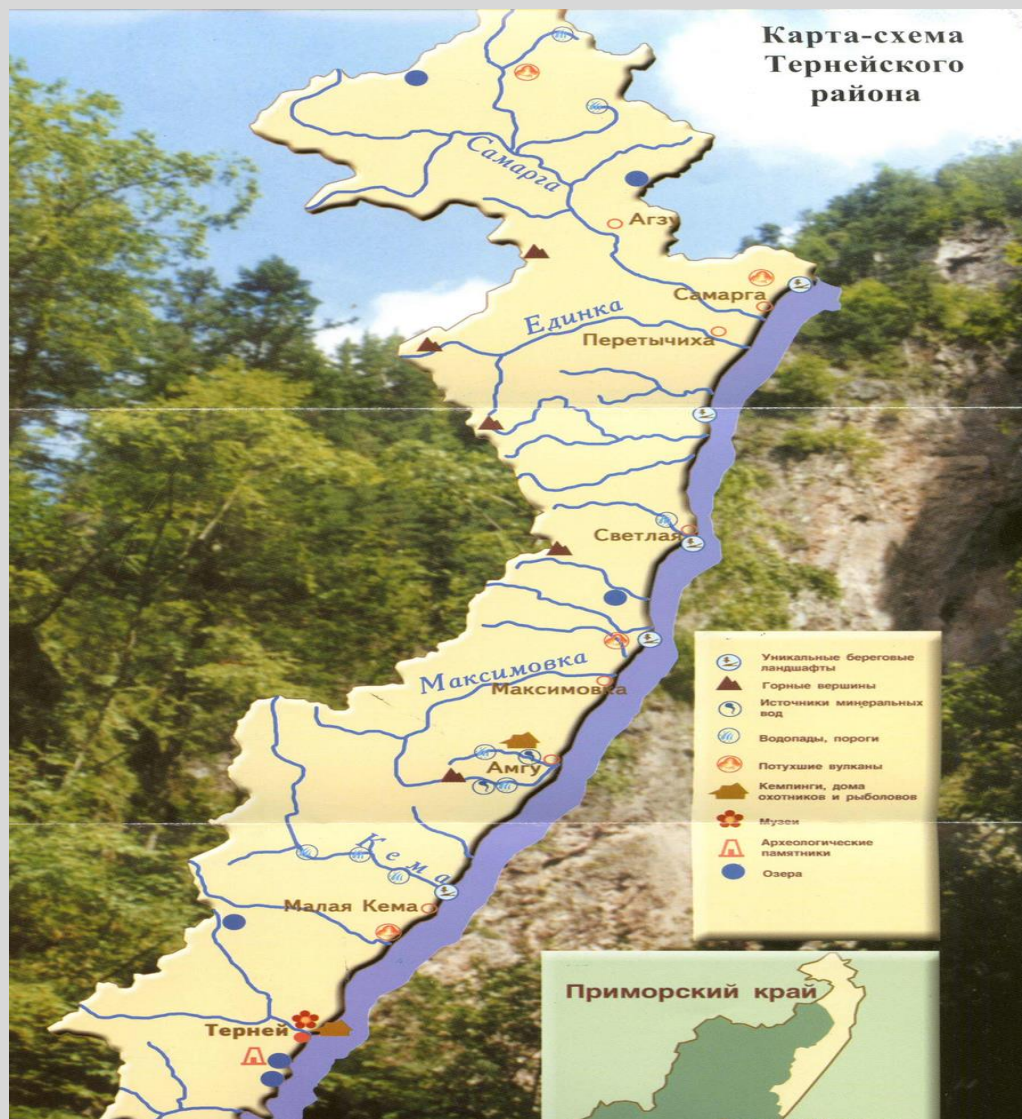 Карта-схема
Тернейского
района
Самарга
Агзу
Самарга
Единка
Перетычиха
Светлая
Максимовка
Максимовка
Амгу
Кема
Малая Кема
Терней
Уникальные береговые
ландшафты
Горные вершины
Источники минеральных
вод
Водопады, пороги
Потухшие вулканы
Кемпинги, дома
охотников и рыболовов
Музеи
Археологические
памятники
Озера
Приморский край